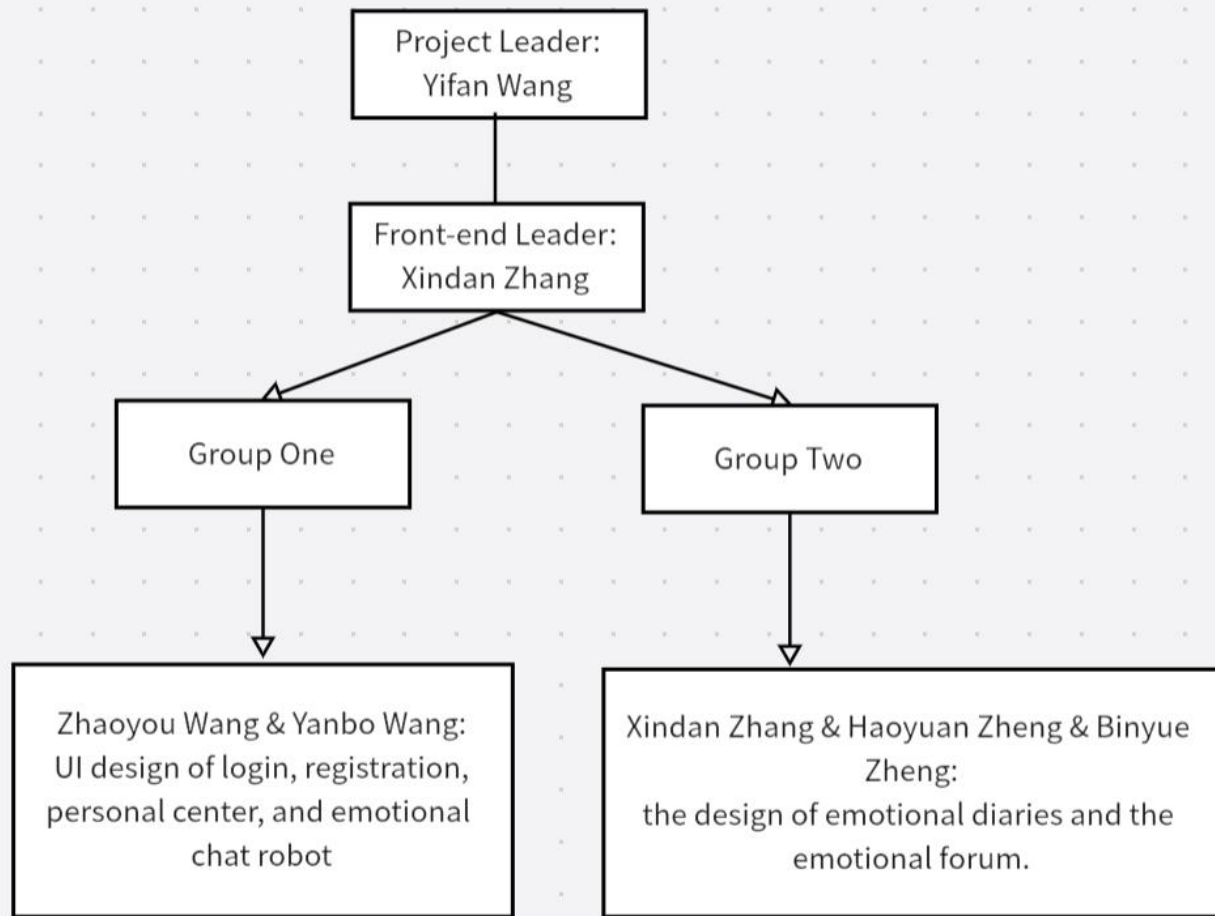 Project Leader:
Yifan Wang
Front-end Leader:
Xindan Zhang
Group One
Group Two
Zhaoyou Wang & Yanbo Wang:
UI design of login, registration,
personal center, and emotional
chat robot
Xindan Zhang & Haoyuan Zheng & Binyue
Zheng:
the design of emotional diaries and the
emotional forum.